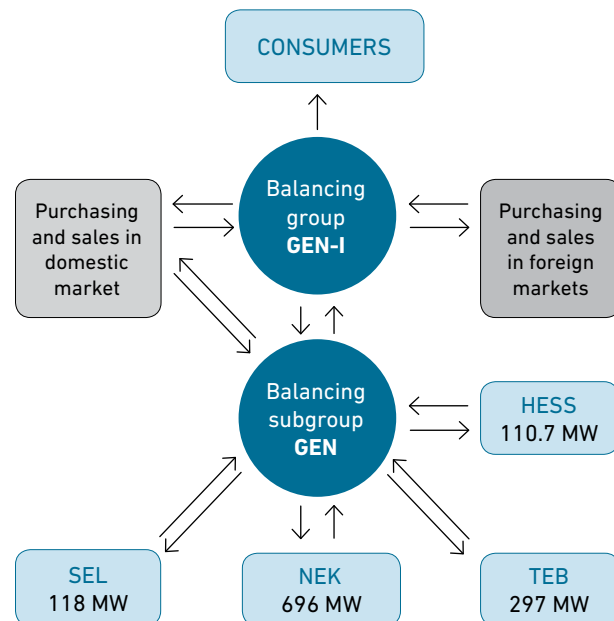 CONSUMERS
Balancing
group
GEN-I
Purchasing
and sales in
domestic
market
Purchasing
and sales
in foreign
markets
Balancing
subgroup
GEN
HESS
110.7 MW
SEL
118 MW
NEK
696 MW
TEB
297 MW